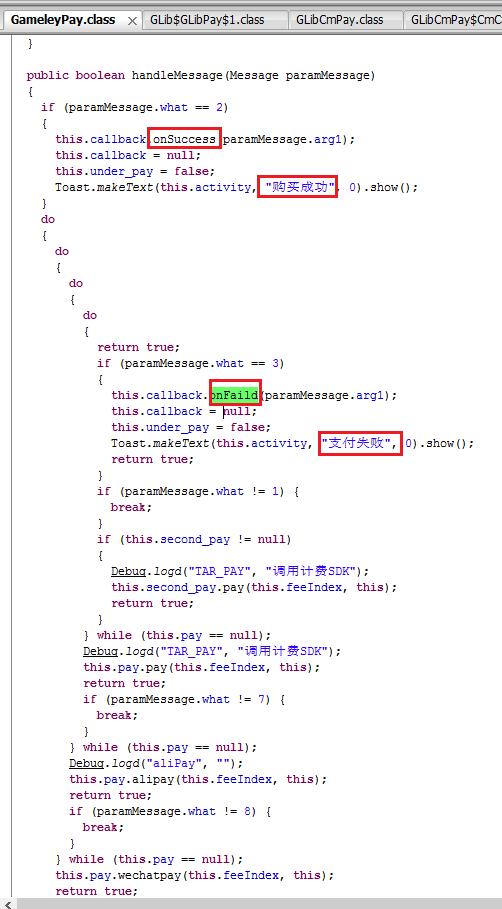 GameleyPay.class
GLib$GLibPay$1.class
GLibCmPay.class
GLibCmPay$CmC
}
public boolean handleMessage(Message paramMessage)
{
if (paramMessage.what == 2)
{
this.callback.onSuccess(paramMessage.arg1);
this.callback = null;
this.under_pay = false;
Toast.makeText(this.activity, "购买成功", 0).show();
}
do
{
do
{
do
{
do
{
return true;
if (paramMessage.what == 3)
{
this.callback.onFaild(paramMessage.arg1);
this.callback = null;
this.under_pay = false;
Toast.makeText(this.activity, "支付失败", 0).show();
return true;
}
if (paramMessage.what != 1) {
break;
}
if (this.second_pay != null)
{
Debug.logd("TAR_PAY", "调用计费SDK");
this.second_pay.pay(this.feeIndex, this);
return true;
}
} while (this.pay == null);
Debug.logd("TAR_PAY", "调用计费SDK");
this.pay.pay(this.feeIndex, this);
return true;
if (paramMessage.what != 7) {
break;
}
} while (this.pay == null);
Debug.logd("aliPay", "");
this.pay.alipay(this.feeIndex, this);
return true;
if (paramMessage.what != 8) {
break;
}
} while (this.pay == null);
this.pay.wechatpay(this.feeIndex, this);
return true;